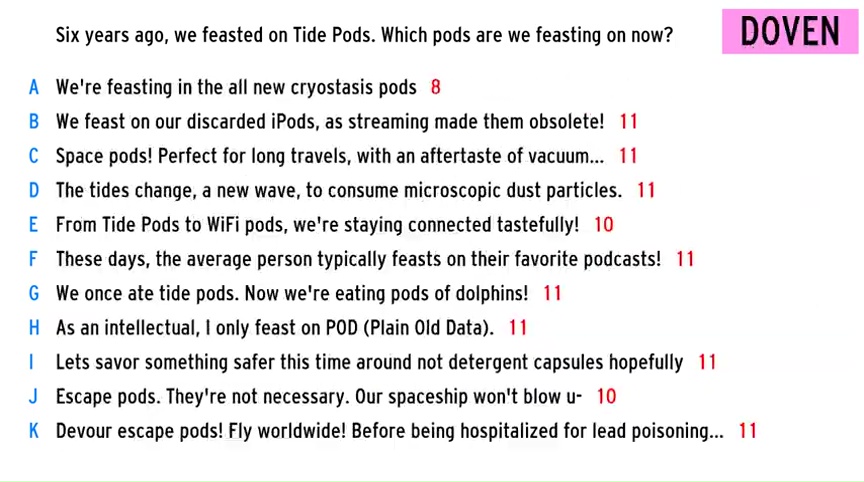 Six years ago, we feasted on Tide Pods. Which pods are we feasting on now?
DOVEN
A We're feasting in the all new cryostasis pods 8
B We feast on our discarded iPods, as streaming made them obsolete! 11
C Space pods! Perfect for long travels, with an aftertaste of vacuum... 11
D The tides change, a new wave, to consume microscopic dust particles. 11
E From Tide Pods to WiFi pods, we're staying connected tastefully! 10
F These days, the average person typically feasts on their favorite podcasts! 11
G We once ate tide pods. Now we're eating pods of dolphins! 11
H As an intellectual, I only feast on POD (Plain Old Data). 11
I Lets savor something safer this time around not detergent capsules hopefully 11
J Escape pods. They're not necessary. Our spaceship won't blow u- 10
K Devour escape pods! Fly worldwide! Before being hospitalized for lead poisoning... 11